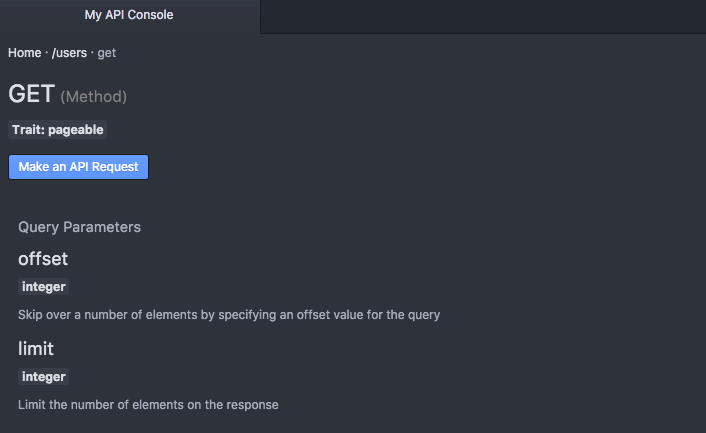 My API Console
Home · /users · get
GET (Method)
Trait: pageable
Make an API Request
Query Parameters
offset
integer
Skip over a number of elements by specifying an offset value for the query
limit
integer
Limit the number of elements on the response